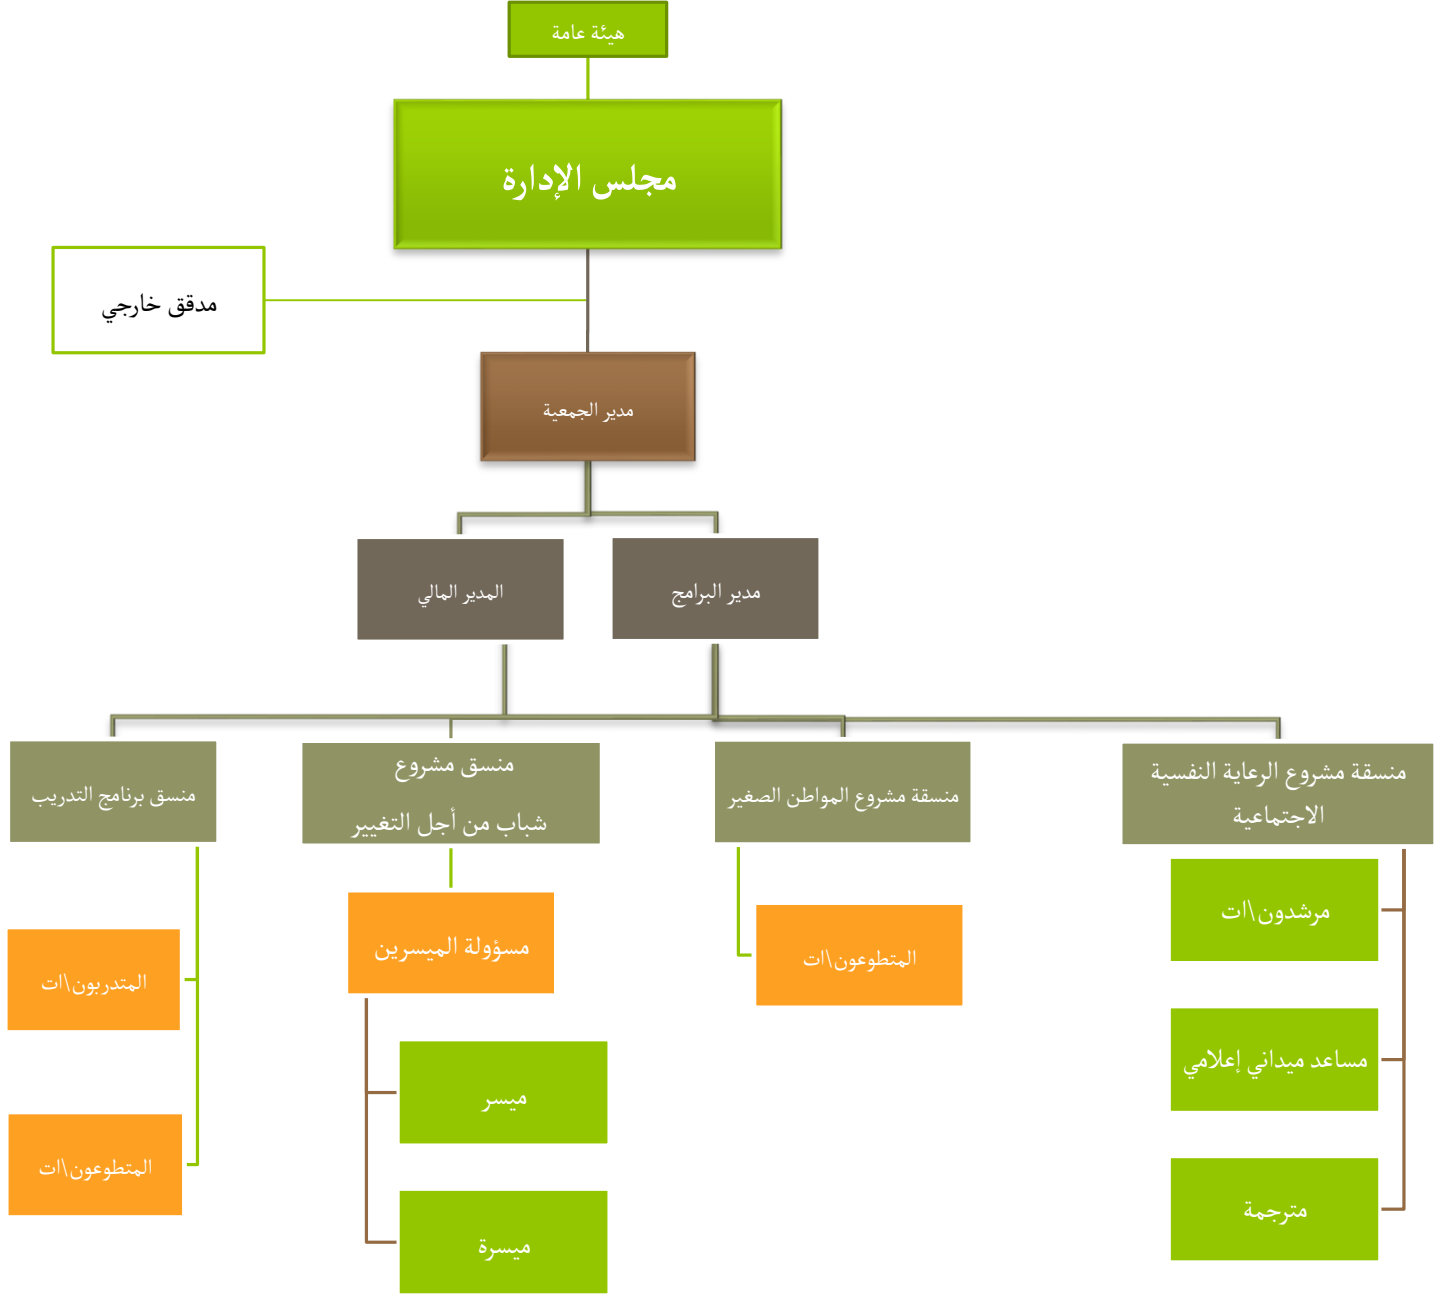 هيئة عامة
مجلس الإدارة
مدقق خارجي
مدير الجمعية
مدير البرامج
المدير المالي
منسقة مشروع الرعاية النفسية
الاجتماعية
منسقة مشروع المواطن الصغير
منسق مشروع
شباب من أجل التغيير
منسق برنامج التدريب
مرشدون\ات
مساعد ميداني إعلامي
مترجمة
المتطوعون\ات
مسؤولة الميسرين
ميسر
ميسرة
المتدربون\ات
المتطوعون\ات